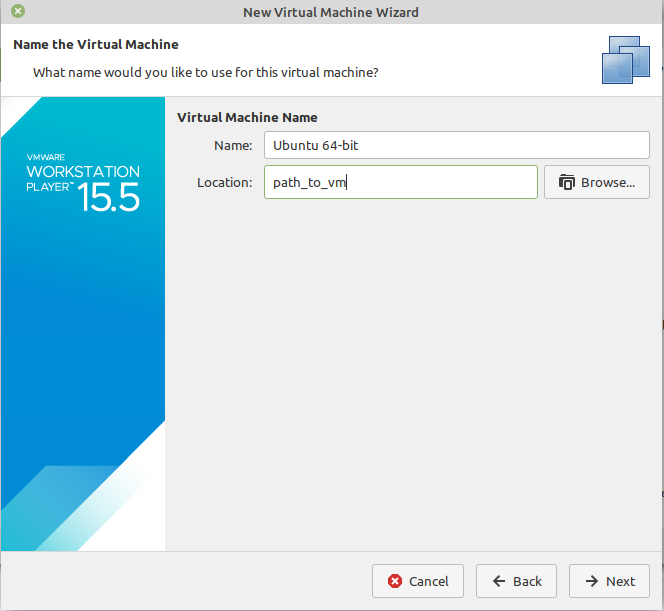 New Virtual Machine Wizard
Name the Virtual Machine
What name would you like to use for this virtual machine?
VMWARE
WORKSTATION
PLAYER™ 15.5
Virtual Machine Name
Name: Ubuntu 64-bit
Location: path_to_vm Browse...
Cancel Back Next